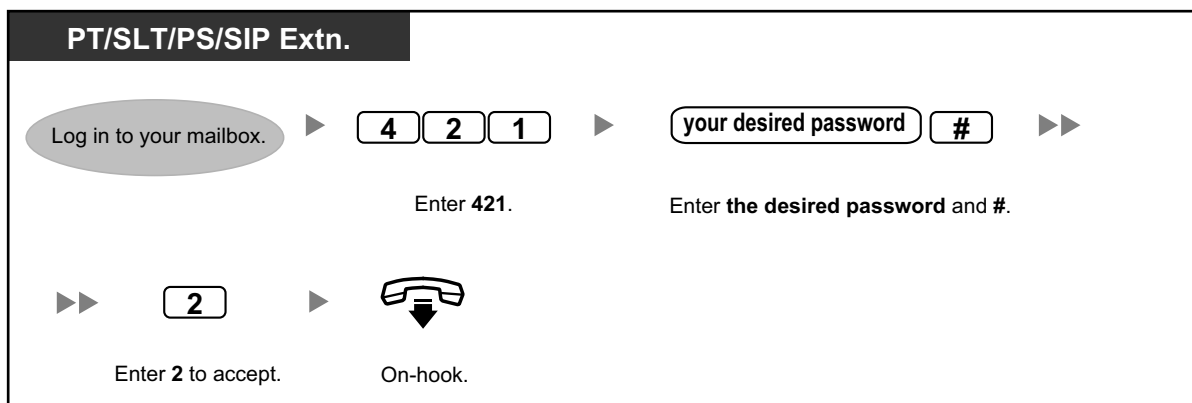 PT/SLT/PS/SIP Extn.
Log in to your mailbox.
4 2 1
your desired password #
Enter 421.
Enter the desired password and #.
2
Enter 2 to accept.
On-hook.